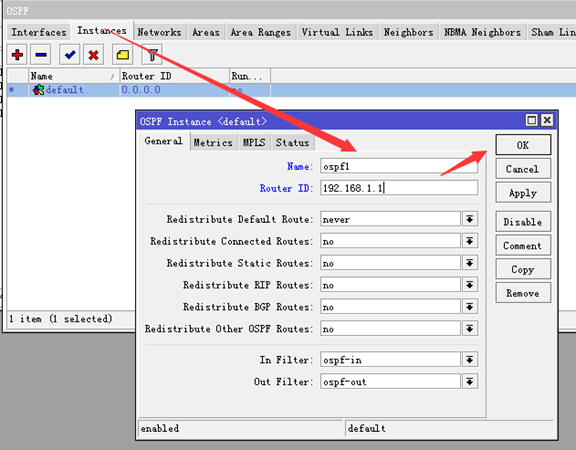 OSPF
Interfaces Instances Networks Areas Area Ranges Virtual Links Neighbors NBMA Neighbors Sham Lin
Name Router ID Run...
* default 0.0.0.0 no
OSPF Instance <default>
General Metrics MPLS Status
Name: ospf1
Router ID: 192.168.1.1
Redistribute Default Route: never
Redistribute Connected Routes: no
Redistribute Static Routes: no
Redistribute RIP Routes: no
Redistribute BGP Routes: no
Redistribute Other OSPF Routes: no
In Filter: ospf-in
Out Filter: ospf-out
OK
Cancel
Apply
Disable
Comment
Copy
Remove
1 item (1 selected)
enabled default